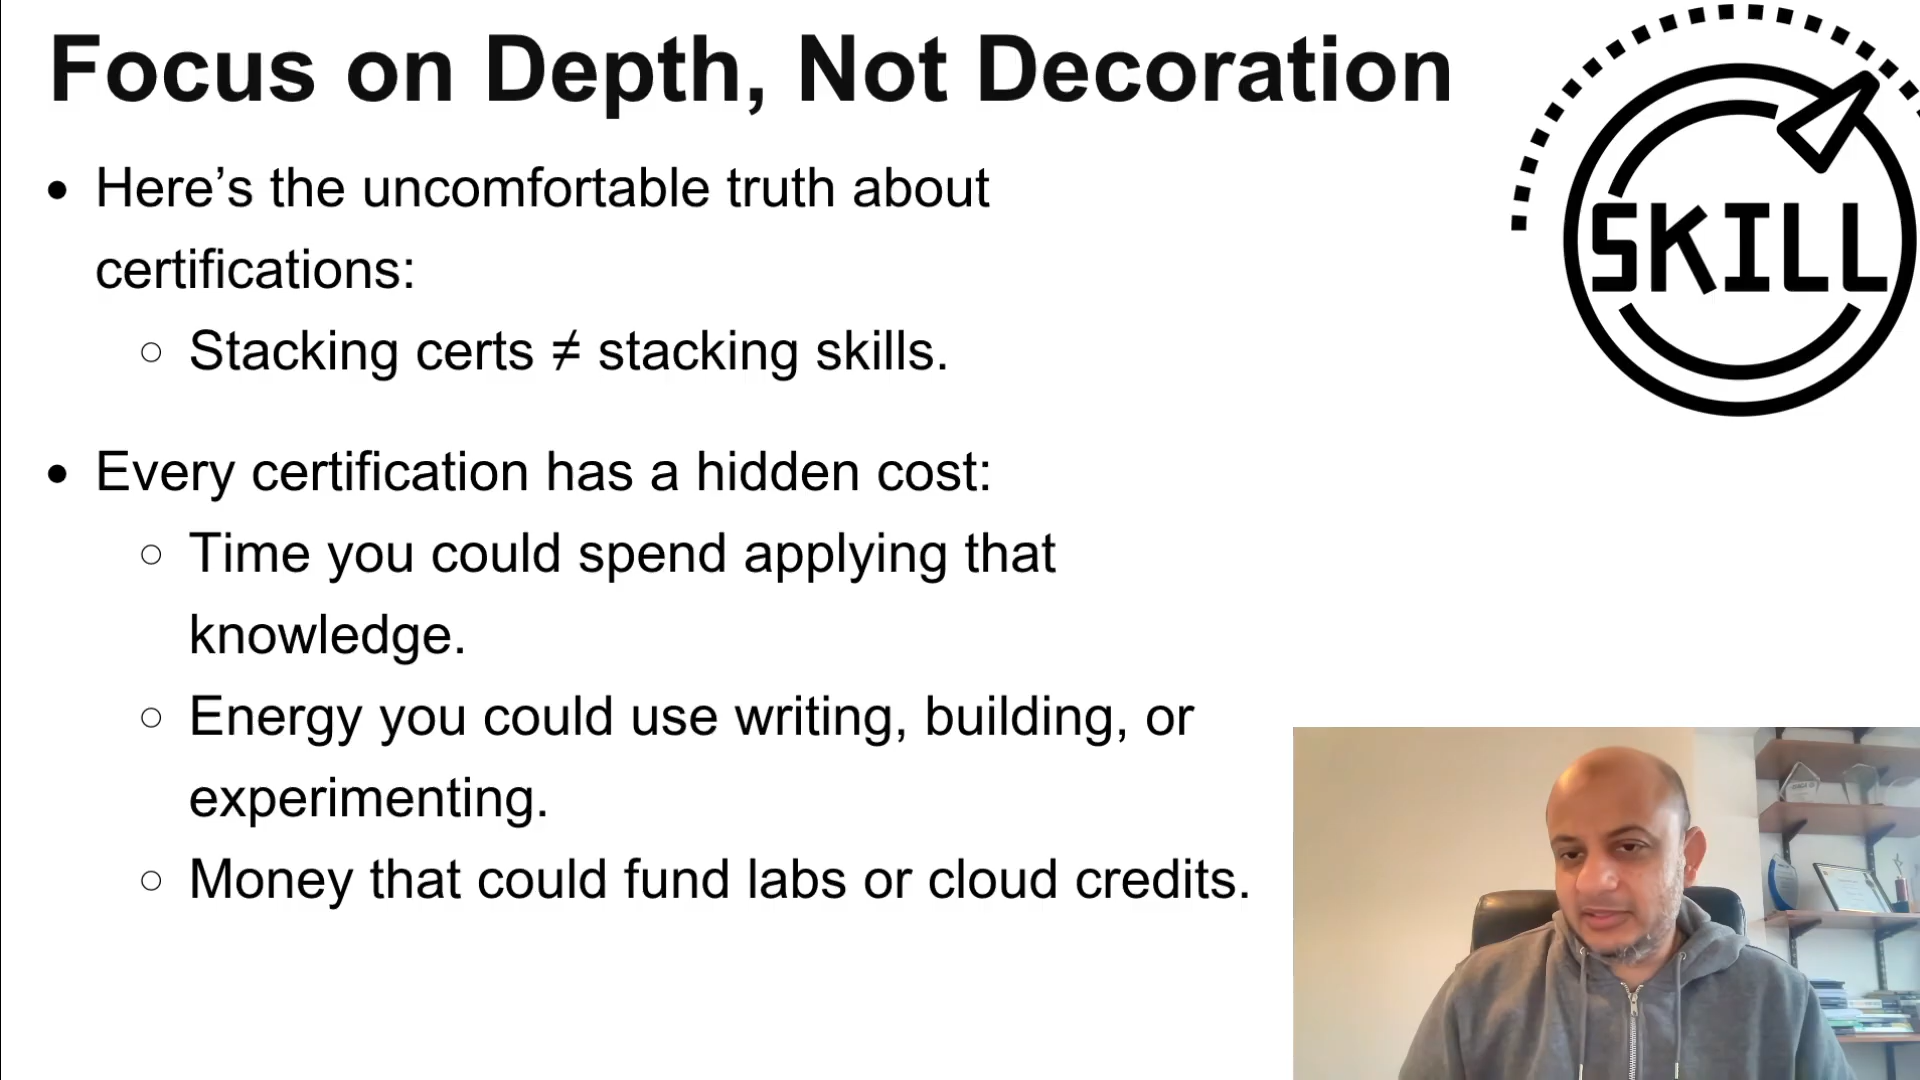 Focus on Depth, Not Decoration
• Here’s the uncomfortable truth about
certifications:
○ Stacking certs ≠ stacking skills.
• Every certification has a hidden cost:
○ Time you could spend applying that
knowledge.
○ Energy you could use writing, building, or
experimenting.
○ Money that could fund labs or cloud credits.
SKILL